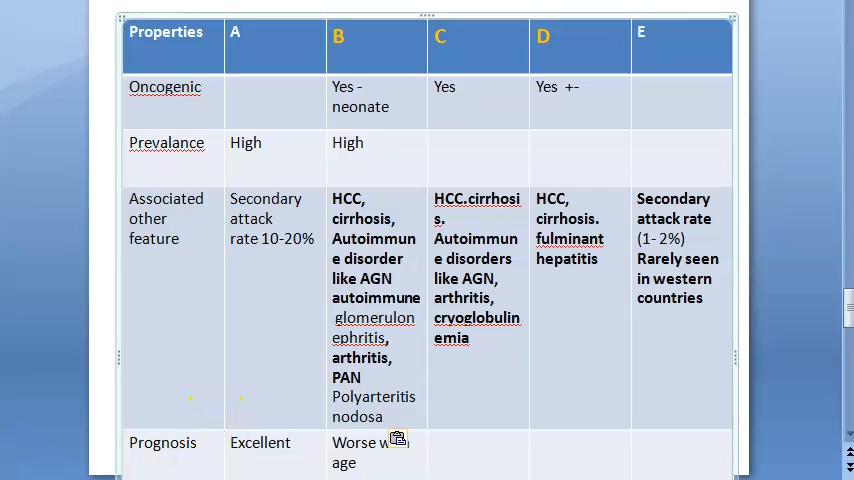 Properties
A
B
C
D
E
Oncogenic
Yes -
neonate
Yes
Yes +-
Prevalance
High
High
Associated
other
feature
Secondary
attack
rate 10-20%
HCC,
cirrhosis,
Autoimmun
e disorder
like AGN
autoimmune
glomerulon
ephritis,
arthritis,
PAN
Polyarteritis
nodosa
HCC.cirrhosi
s.
Autoimmun
e disorders
like AGN,
arthritis,
cryoglobulin
emia
HCC,
cirrhosis.
fulminant
hepatitis
Secondary
attack rate
(1- 2%)
Rarely seen
in western
countries
Prognosis
Excellent
Worse
age